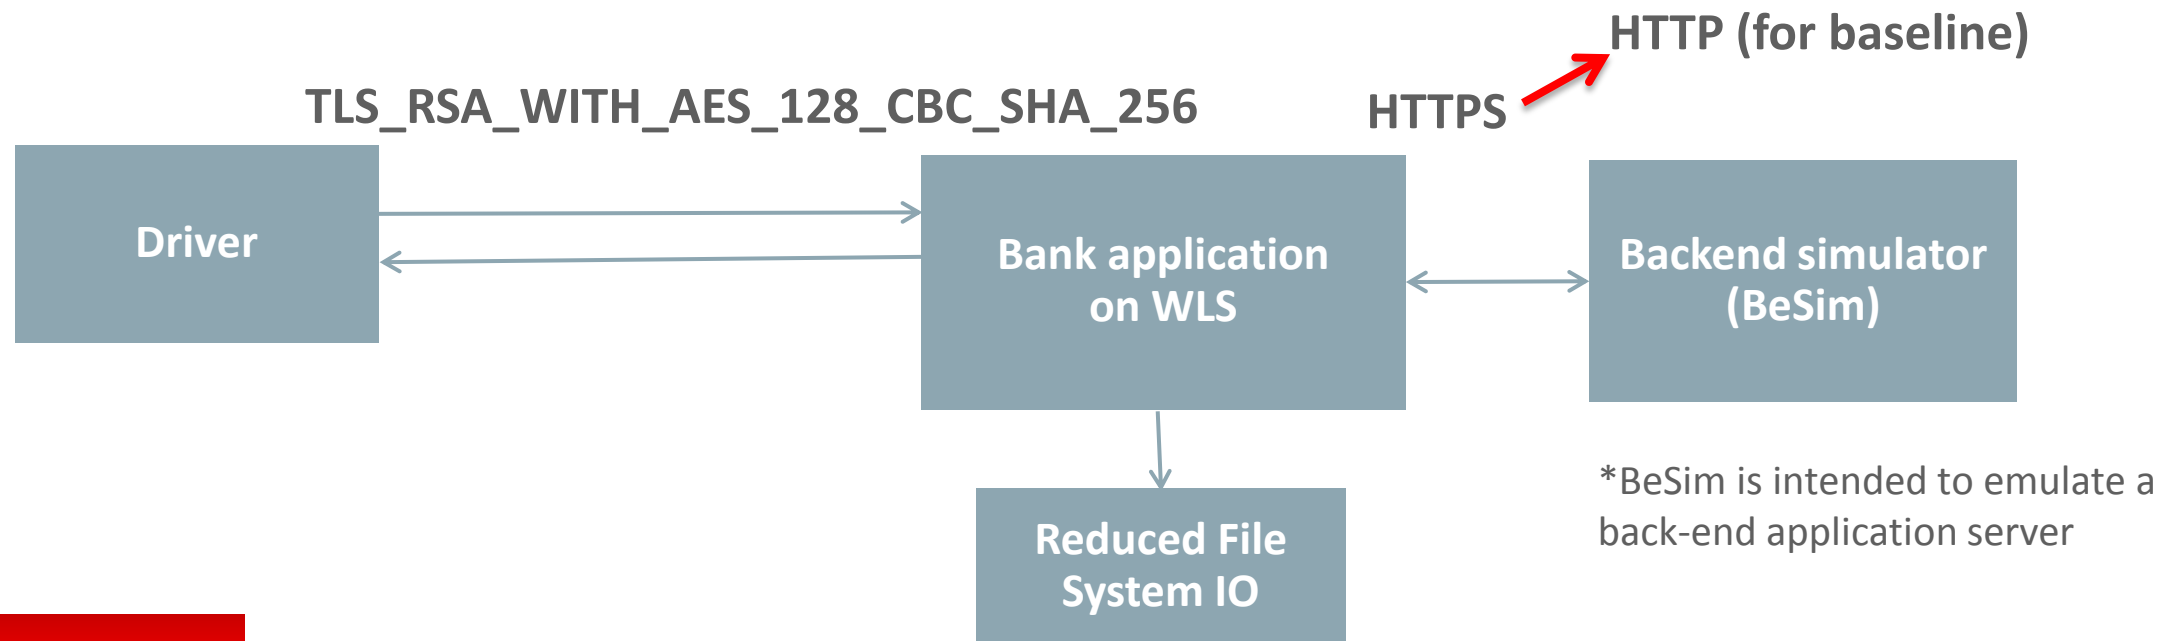 HTTP (for baseline)
TLS_RSA_WITH_AES_128_CBC_SHA_256
HTTPS
Driver
Bank application
on WLS
Backend simulator
(BeSim)
*BeSim is intended to emulate a
back-end application server
Reduced File
System IO